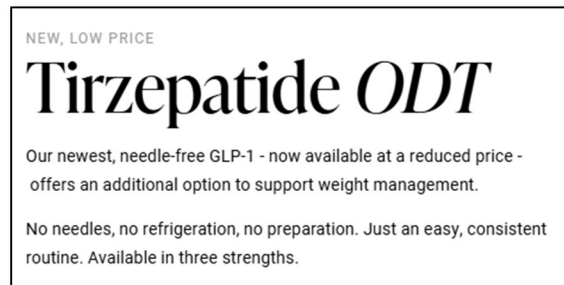 NEW, LOW PRICE
Tirzepatide ODT
Our newest, needle-free GLP-1 - now available at a reduced price -
offers an additional option to support weight management.
No needles, no refrigeration, no preparation. Just an easy, consistent
routine. Available in three strengths.